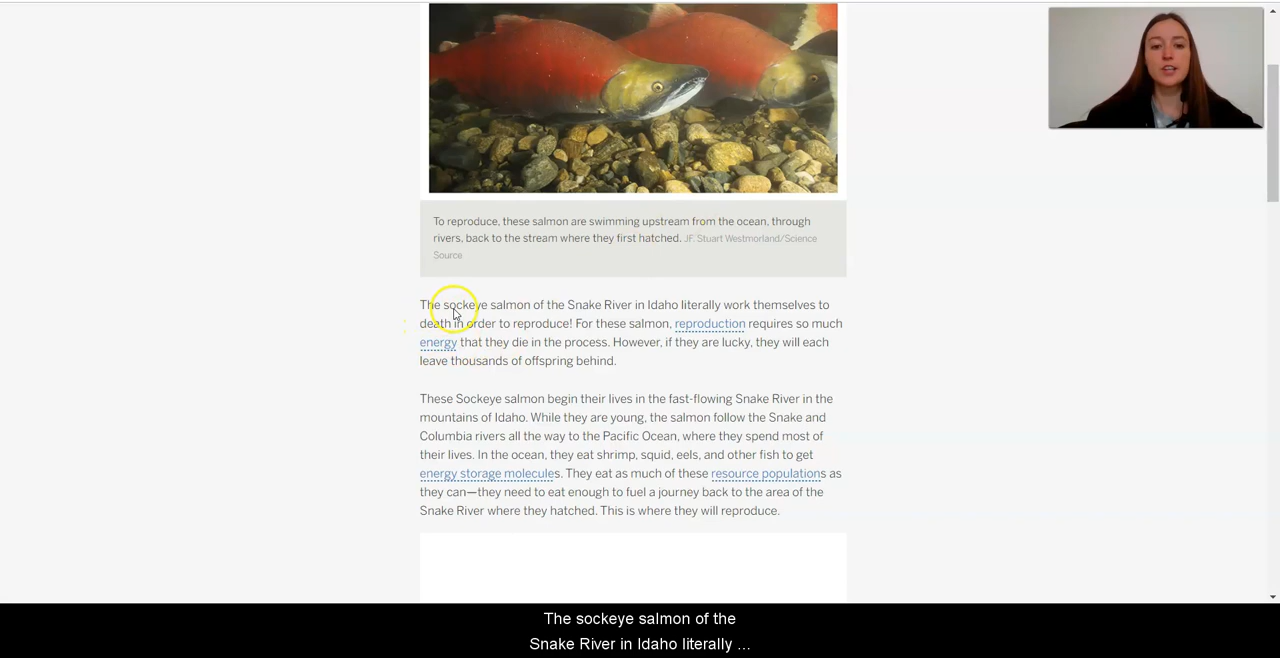 To reproduce, these salmon are swimming upstream from the ocean, through
rivers, back to the stream where they first hatched. JF. Stuart Westmorland/Science
Source
The sockeye salmon of the Snake River in Idaho literally work themselves to
death in order to reproduce! For these salmon, reproduction requires so much
energy that they die in the process. However, if they are lucky, they will each
leave thousands of offspring behind.
These Sockeye salmon begin their lives in the fast-flowing Snake River in the
mountains of Idaho. While they are young, the salmon follow the Snake and
Columbia rivers all the way to the Pacific Ocean, where they spend most of
their lives. In the ocean, they eat shrimp, squid, eels, and other fish to get
energy storage molecules. They eat as much of these resource populations as
they can—they need to eat enough to fuel a journey back to the area of the
Snake River where they hatched. This is where they will reproduce.
The sockeye salmon of the
Snake River in Idaho literally ...